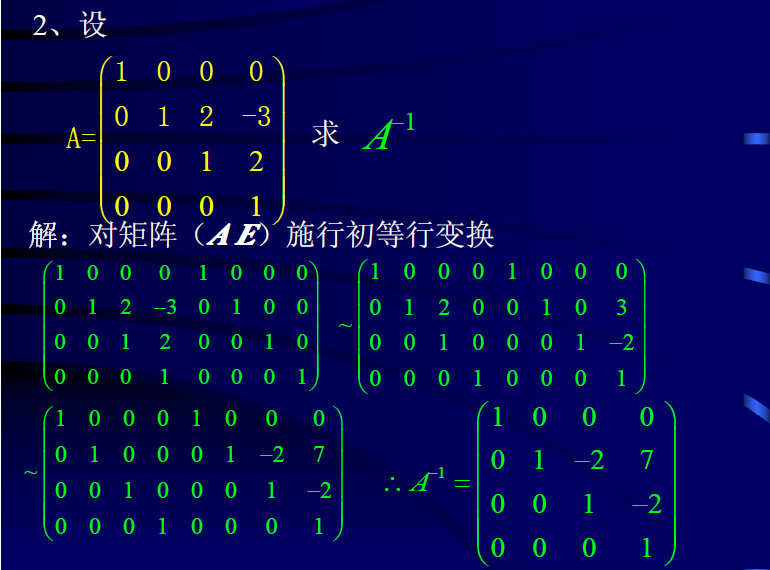 2、设
A= ( 1 0 0 0
0 1 2 −3
0 0 1 2
0 0 0 1 ) 求 A⁻¹
解：对矩阵（A E）施行初等行变换
( 1 0 0 0 1 0 0 0
0 1 2 −3 0 1 0 0
0 0 1 2 0 0 1 0
0 0 0 1 0 0 0 1 )
~ ( 1 0 0 0 1 0 0 0
0 1 2 0 0 1 0 3
0 0 1 0 0 0 1 −2
0 0 0 1 0 0 0 1 )
~ ( 1 0 0 0 1 0 0 0
0 1 0 0 0 1 −2 7
0 0 1 0 0 0 1 −2
0 0 0 1 0 0 0 1 )
∴ A⁻¹ = ( 1 0 0 0
0 1 −2 7
0 0 1 −2
0 0 0 1 )